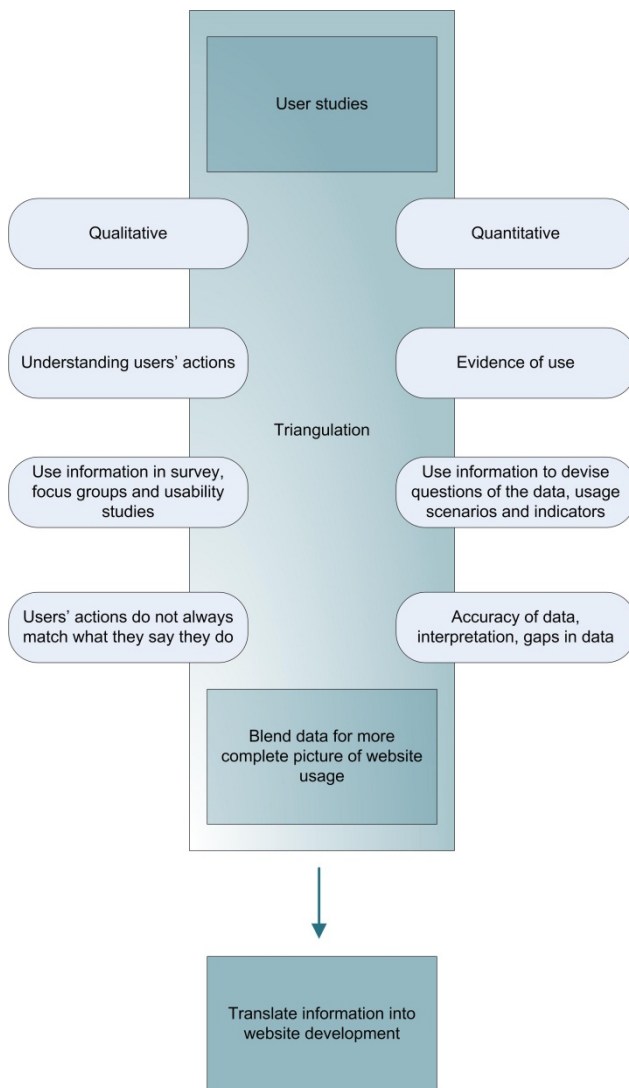 User studies
Qualitative
Quantitative
Understanding users’ actions
Evidence of use
Triangulation
Use information in survey,
focus groups and usability
studies
Use information to devise
questions of the data, usage
scenarios and indicators
Users’ actions do not always
match what they say they do
Accuracy of data,
interpretation, gaps in data
Blend data for more
complete picture of website
usage
Translate information into
website development